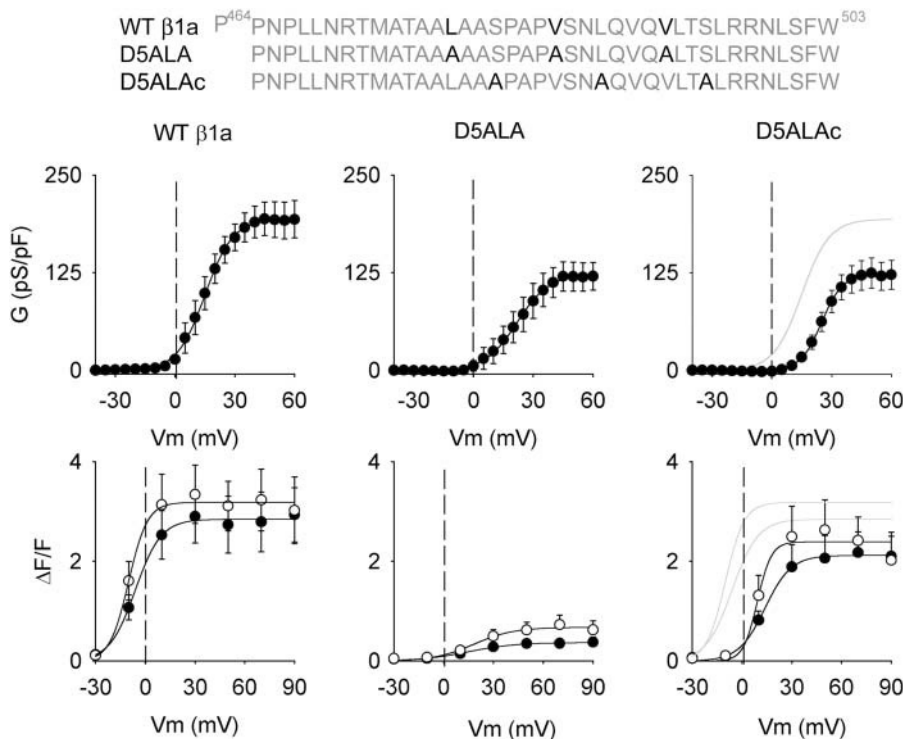 WT β1a P464 PNPLLNRTMATAALAASPAPVSNLQVQVLTSLRRNLSFW 503
D5ALA PNPLLNRTMATAAAAASPAPASNLQVQALTSLRRNLSFW
D5ALAc PNPLLNRTMATAALAAAPAPVSNAQVQVLTALRRNLSFW
WT β1a D5ALA D5ALAc
250 250 250
G (pS/pF)
125 125 125
0 0 0
-30 0 30 60 -30 0 30 60 -30 0 30 60
Vm (mV) Vm (mV) Vm (mV)
4 4 4
ΔF/F
2 2 2
0 0 0
-30 0 30 60 90 -30 0 30 60 90 -30 0 30 60 90
Vm (mV) Vm (mV) Vm (mV)